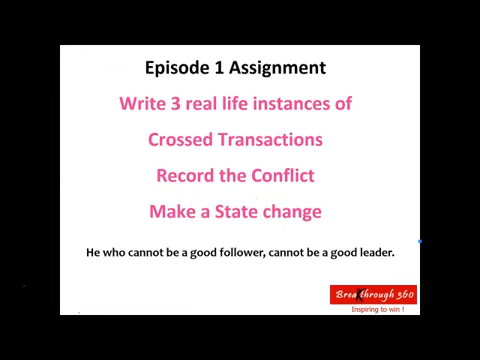 Episode 1 Assignment
Write 3 real life instances of
Crossed Transactions
Record the Conflict
Make a State change
He who cannot be a good follower, cannot be a good leader.
Breakthrough 360
Inspiring to win !